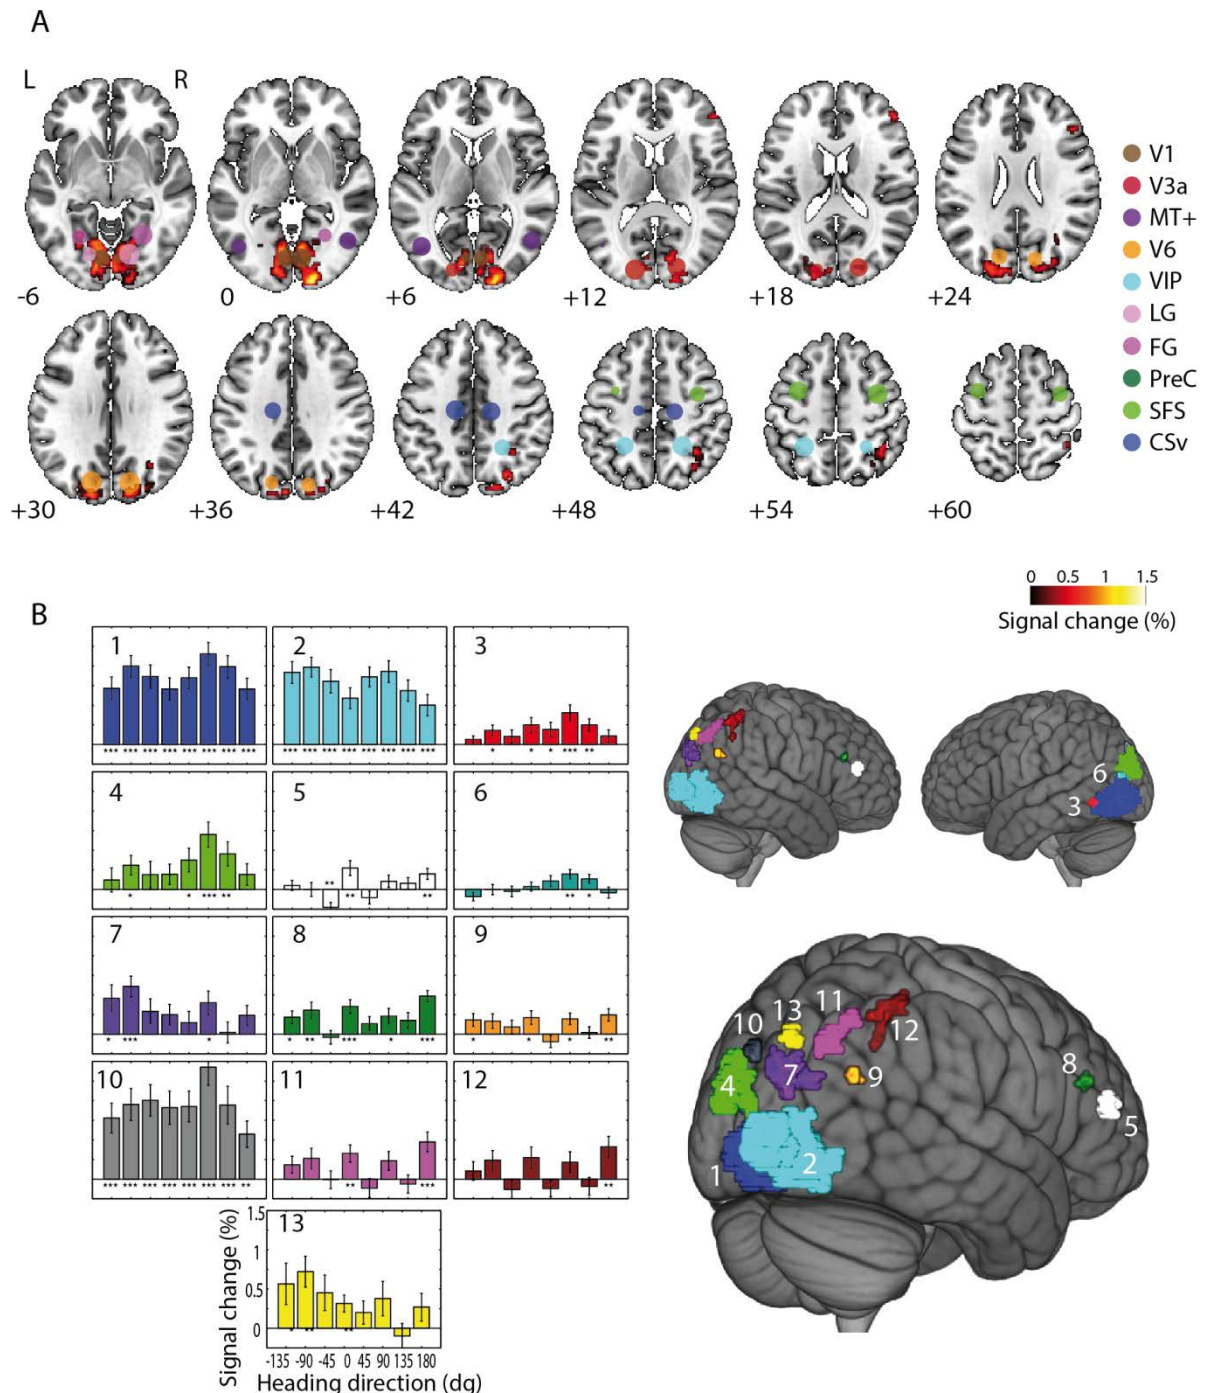 A
L R
-6 0 +6 +12 +18 +24
V1
V3a
MT+
V6
VIP
LG
FG
PreC
SFS
CSv
+30 +36 +42 +48 +54 +60
0 0.5 1 1.5
Signal change (%)
B
1 2 3
*** *** *** *** *** *** *** ***
*** *** *** *** *** *** *** ***
* * *** **
4 5 6
* * *** **
** ** **
** *
7 8 9
* *** *
* ** *** * ***
* * * **
10 11 12
*** *** *** *** *** *** *** **
** ***
**
13
1.5
1
0.5
0
* ** **
-135 -90 -45 0 45 90 135 180
Signal change (%)
Heading direction (dg)
6
3
13
11
10
12
4
7
9
8
5
1
2